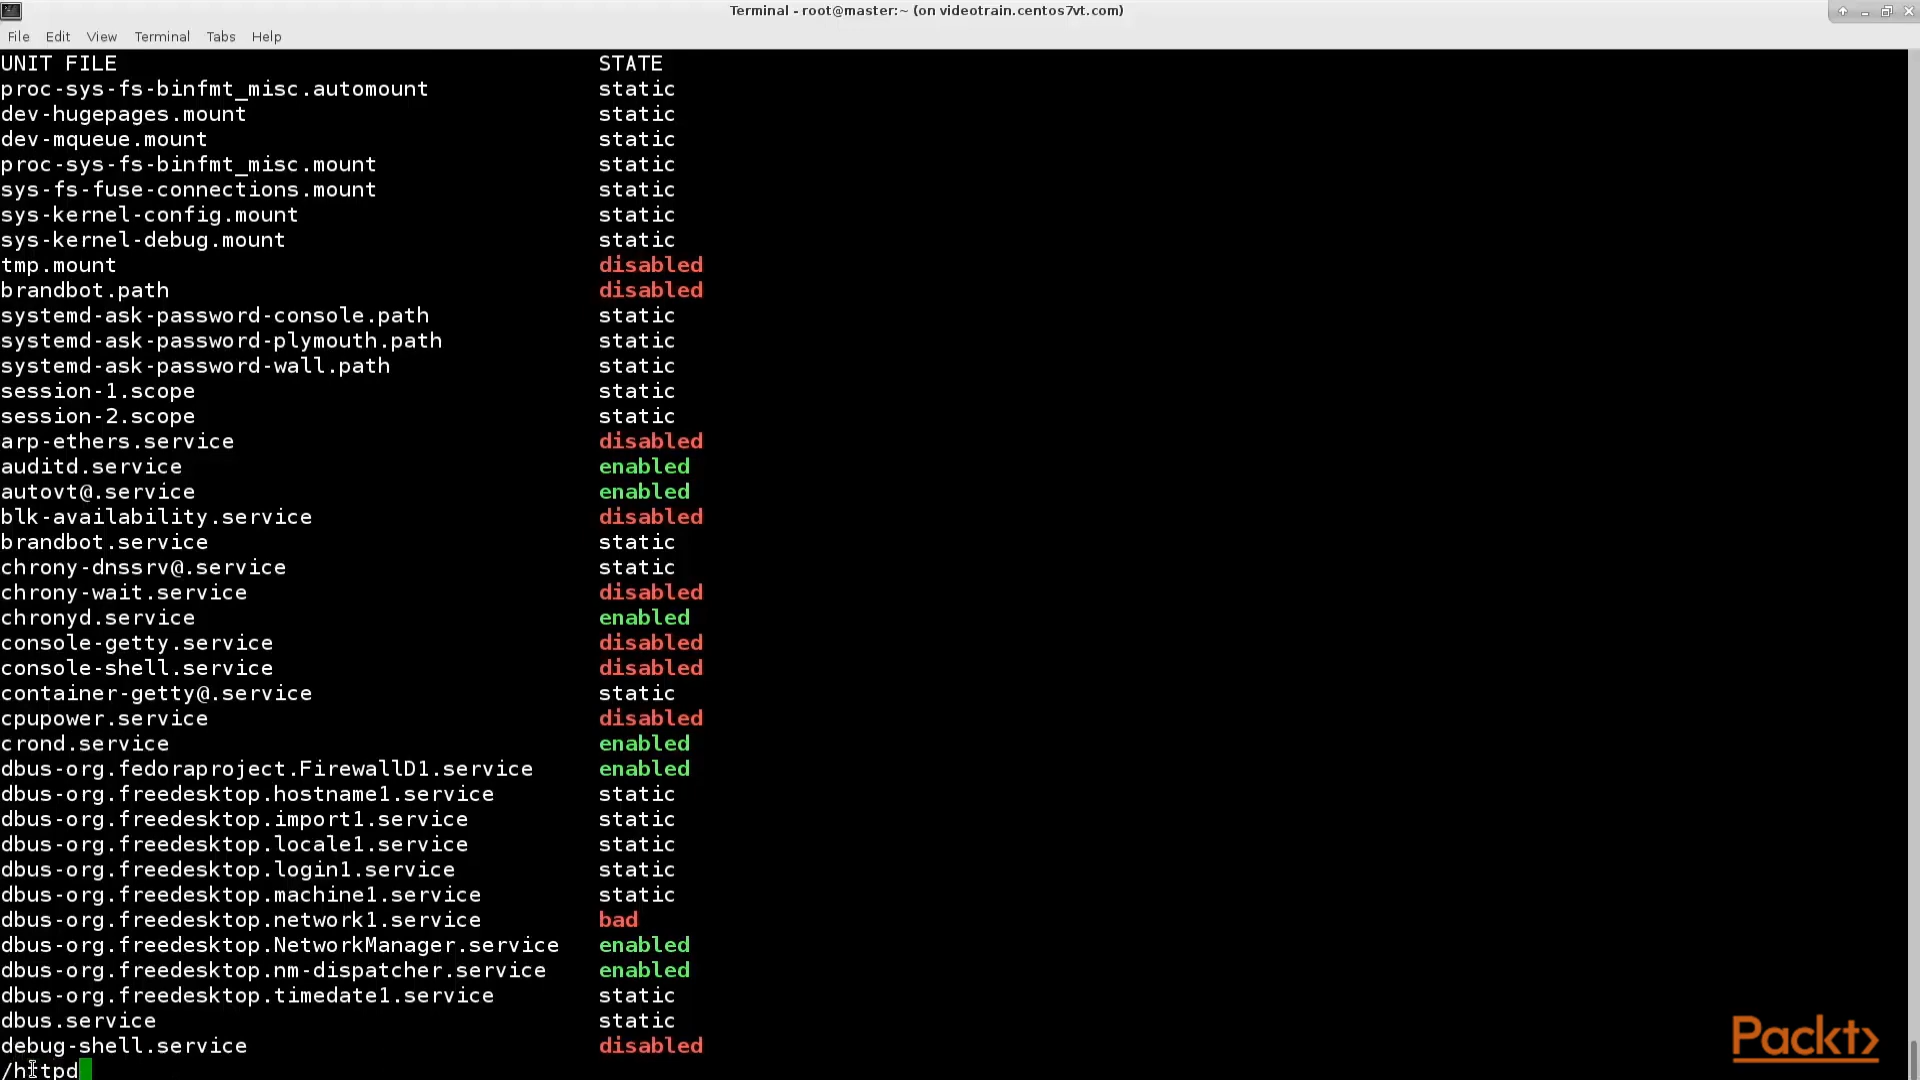 Terminal - root@master:~ (on videotrain.centos7vt.com)
File Edit View Terminal Tabs Help
UNIT FILE STATE
proc-sys-fs-binfmt_misc.automount static
dev-hugepages.mount static
dev-mqueue.mount static
proc-sys-fs-binfmt_misc.mount static
sys-fs-fuse-connections.mount static
sys-kernel-config.mount static
sys-kernel-debug.mount static
tmp.mount disabled
brandbot.path disabled
systemd-ask-password-console.path static
systemd-ask-password-plymouth.path static
systemd-ask-password-wall.path static
session-1.scope static
session-2.scope static
arp-ethers.service disabled
auditd.service enabled
autovt@.service enabled
blk-availability.service disabled
brandbot.service static
chrony-dnssrv@.service static
chrony-wait.service disabled
chronyd.service enabled
console-getty.service disabled
console-shell.service disabled
container-getty@.service static
cpupower.service disabled
crond.service enabled
dbus-org.fedoraproject.FirewallD1.service enabled
dbus-org.freedesktop.hostname1.service static
dbus-org.freedesktop.import1.service static
dbus-org.freedesktop.locale1.service static
dbus-org.freedesktop.login1.service static
dbus-org.freedesktop.machine1.service static
dbus-org.freedesktop.network1.service bad
dbus-org.freedesktop.NetworkManager.service enabled
dbus-org.freedesktop.nm-dispatcher.service enabled
dbus-org.freedesktop.timedate1.service static
dbus.service static
debug-shell.service disabled
/httpd
Packt>